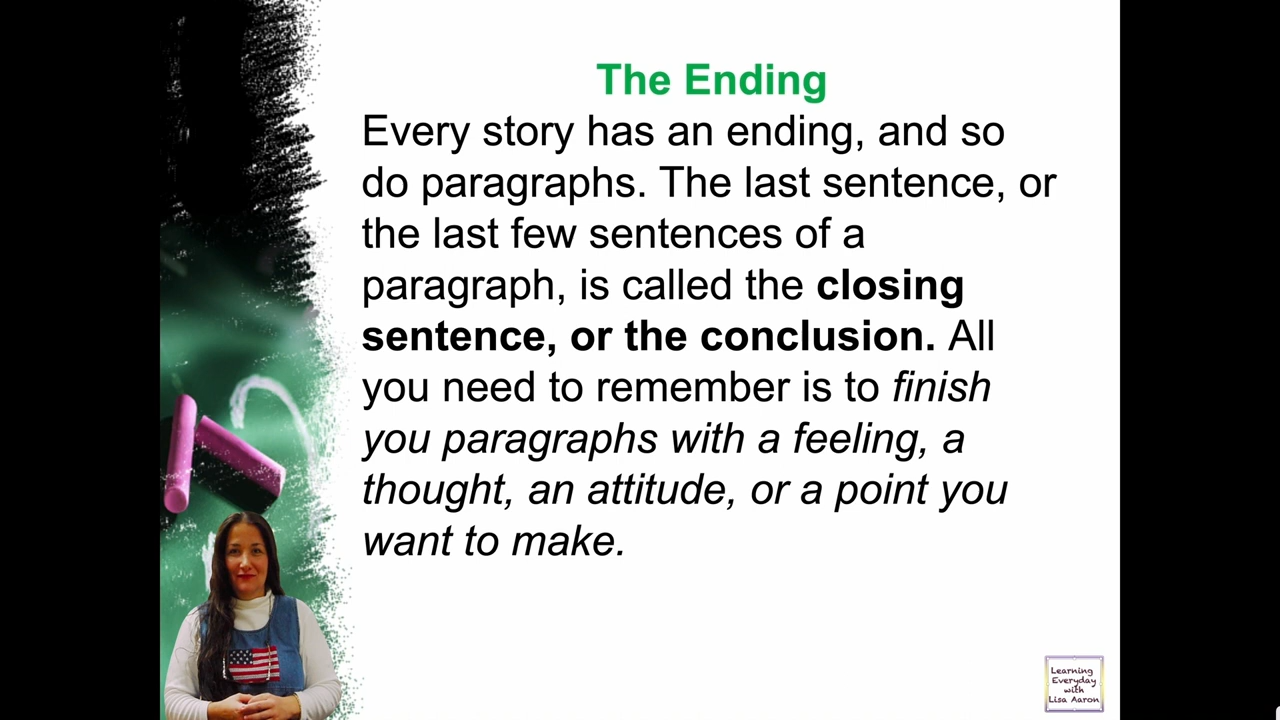 The Ending
Every story has an ending, and so
do paragraphs. The last sentence, or
the last few sentences of a
paragraph, is called the closing
sentence, or the conclusion. All
you need to remember is to finish
you paragraphs with a feeling, a
thought, an attitude, or a point you
want to make.
Learning
Everyday
with
Lisa Aaron